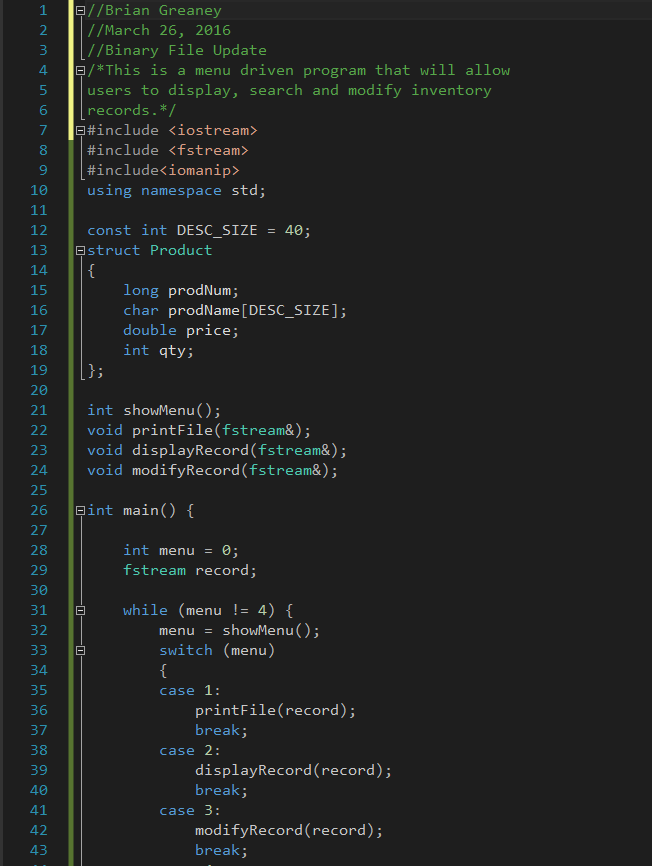 1 //Brian Greaney
2 //March 26, 2016
3 //Binary File Update
4 /*This is a menu driven program that will allow
5 users to display, search and modify inventory
6 records.*/
7 #include <iostream>
8 #include <fstream>
9 #include<iomanip>
10 using namespace std;
11
12 const int DESC_SIZE = 40;
13 struct Product
14 {
15     long prodNum;
16     char prodName[DESC_SIZE];
17     double price;
18     int qty;
19 };
20
21 int showMenu();
22 void printFile(fstream&);
23 void displayRecord(fstream&);
24 void modifyRecord(fstream&);
25
26 int main() {
27
28     int menu = 0;
29     fstream record;
30
31     while (menu != 4) {
32         menu = showMenu();
33         switch (menu)
34         {
35         case 1:
36             printFile(record);
37             break;
38         case 2:
39             displayRecord(record);
40             break;
41         case 3:
42             modifyRecord(record);
43             break;